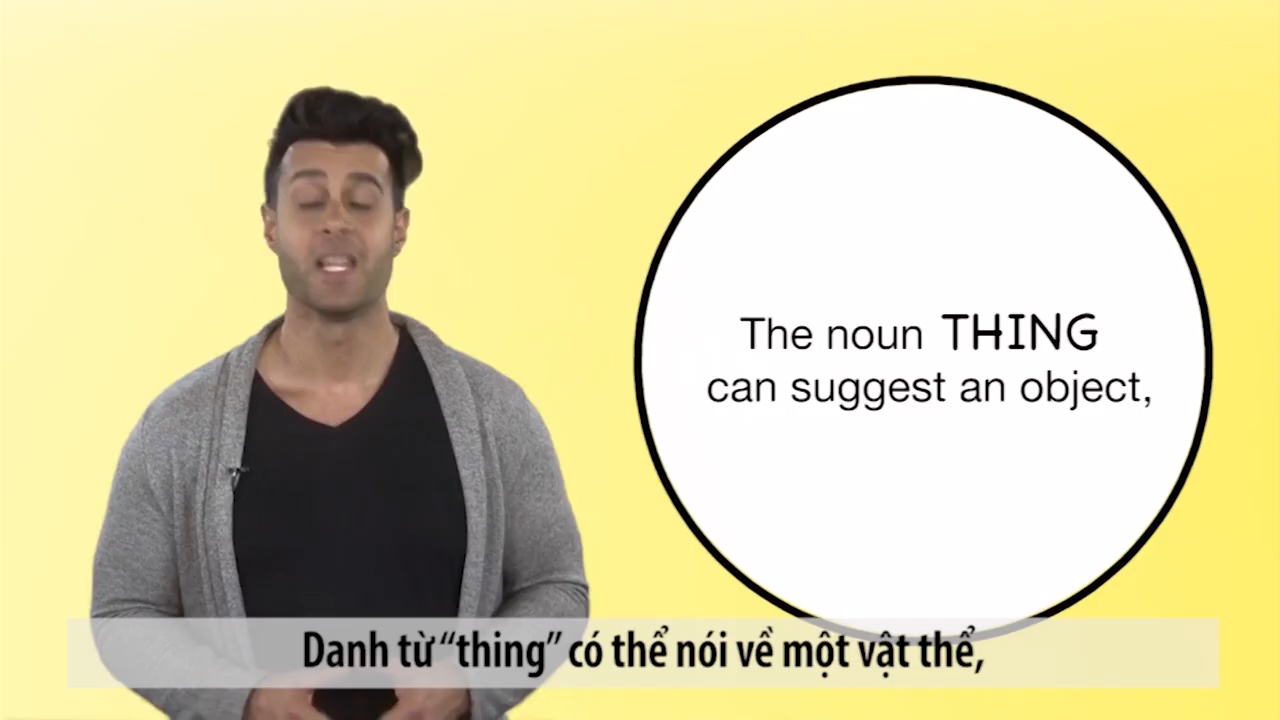 The noun THING
can suggest an object,
Danh từ “thing” có thể nói về một vật thể,